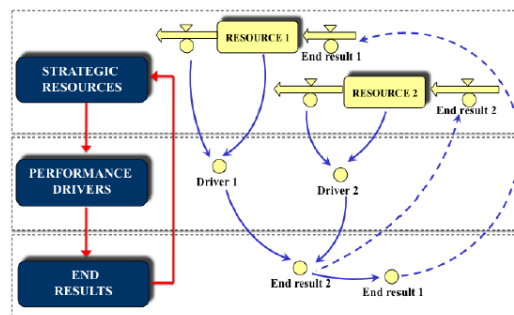 RESOURCE 1
End result 1
STRATEGIC
RESOURCES
RESOURCE 2
End result 2
PERFORMANCE
DRIVERS
Driver 1
Driver 2
END
RESULTS
End result 2
End result 1